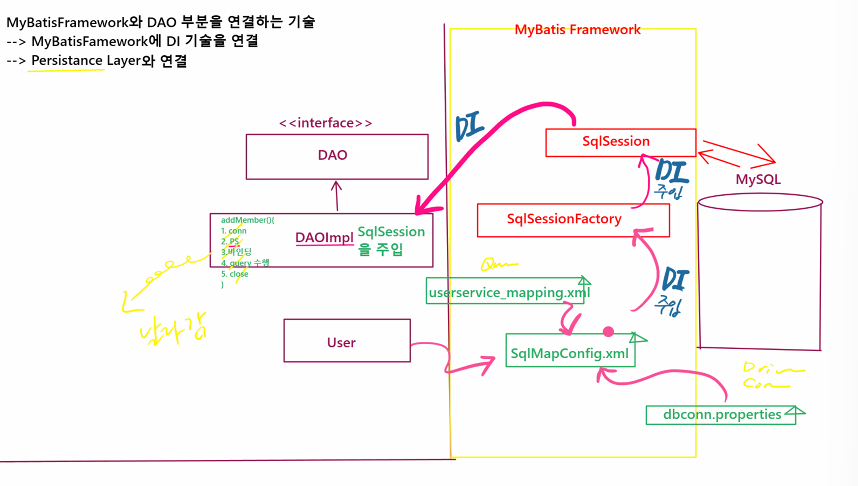 MyBatisFramework와 DAO 부분을 연결하는 기술
--> MyBatisFamework에 DI 기술을 연결
--> Persistance Layer와 연결
MyBatis Framework
<<interface>>
DAO
DI
SqlSession
DI
주입
MySQL
addMember(){
1. conn
2. PS
3.바인딩
4. query 수행
5. close
}
DAOImpl
SqlSession
을 주입
SqlSessionFactory
DI
주입
userservice_mapping.xml
날라감
User
SqlMapConfig.xml
dbconn.properties